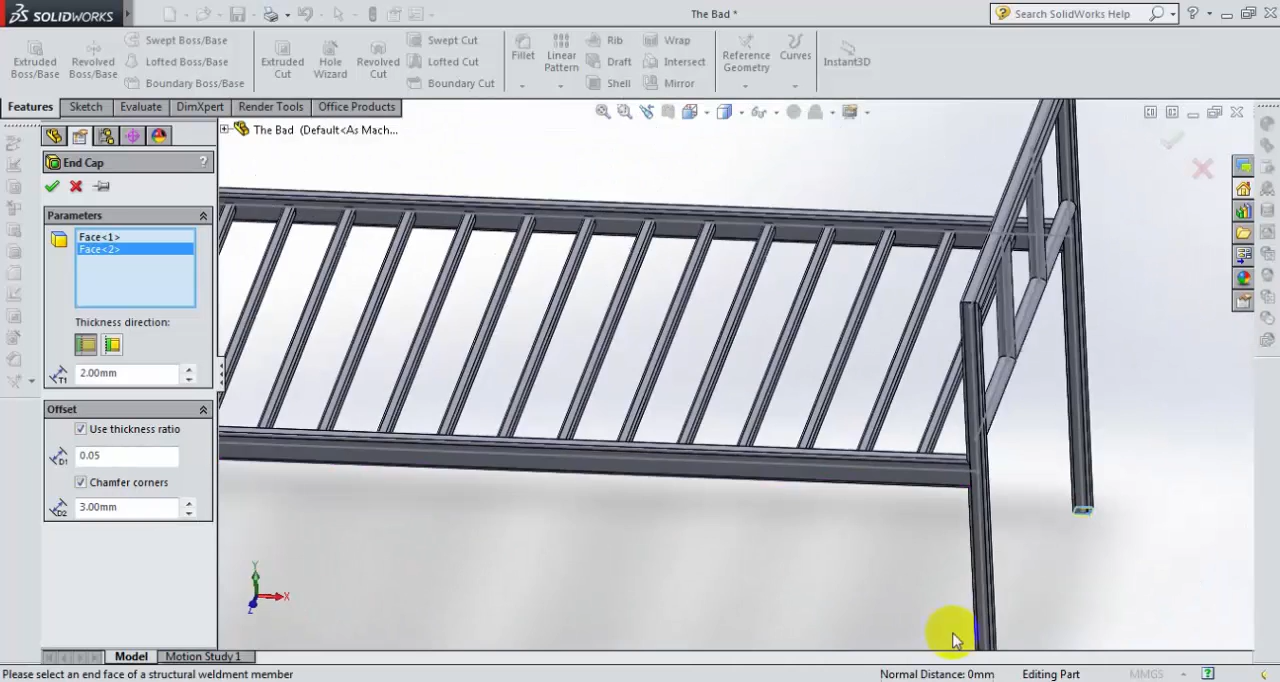 SOLIDWORKS
The Bad *
Search SolidWorks Help
Extruded Boss/Base
Revolved Boss/Base
Swept Boss/Base
Lofted Boss/Base
Boundary Boss/Base
Extruded Cut
Hole Wizard
Revolved Cut
Swept Cut
Lofted Cut
Boundary Cut
Fillet
Linear Pattern
Rib
Draft
Shell
Wrap
Intersect
Mirror
Reference Geometry
Curves
Instant3D
Features
Sketch
Evaluate
DimXpert
Render Tools
Office Products
The Bad (Default<As Mach...
End Cap
?
Parameters
Face<1>
Face<2>
Thickness direction:
T1
2.00mm
Offset
Use thickness ratio
D1
0.05
Chamfer corners
D2
3.00mm
Y
X
Z
Model
Motion Study 1
Please select an end face of a structural weldment member
Normal Distance: 0mm
Editing Part
MMGS
?